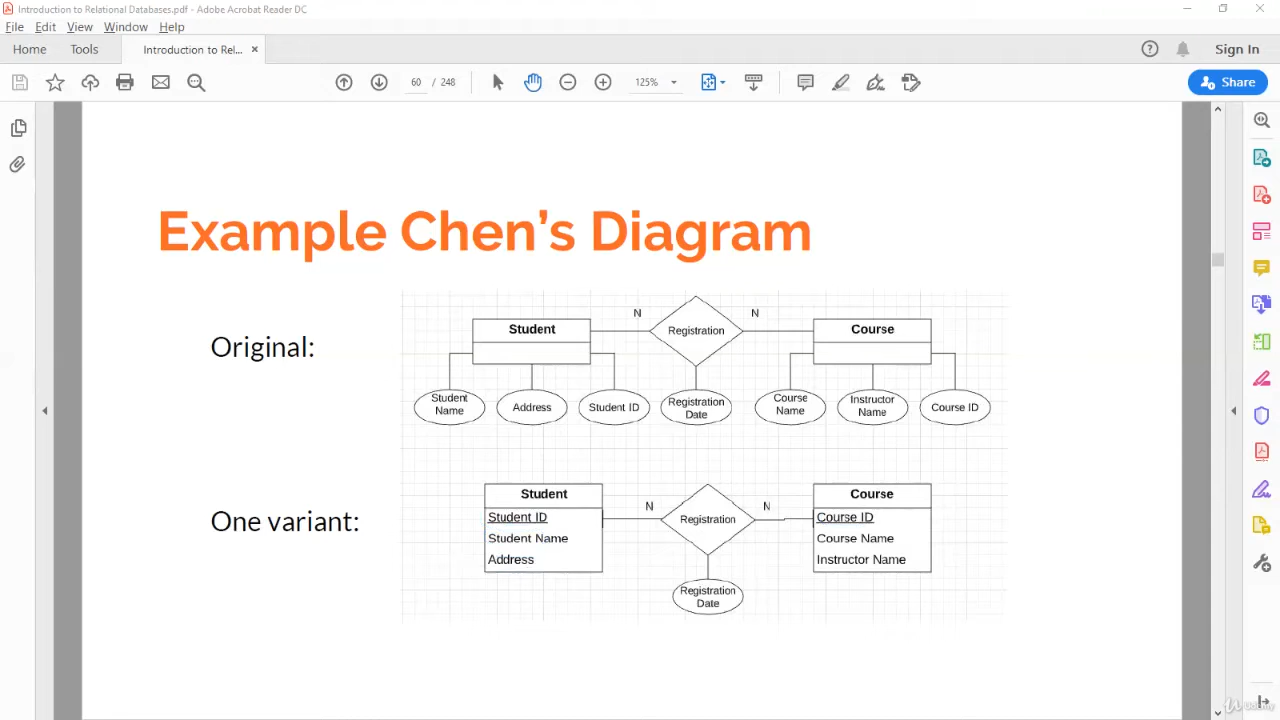 Introduction to Relational Databases.pdf - Adobe Acrobat Reader DC
File Edit View Window Help
Home Tools Introduction to Rel... × Sign In
60 / 248 125% Share
Example Chen's Diagram
Original:
N N
Student Registration Course
Student Name
Address
Student ID
Registration Date
Course Name
Instructor Name
Course ID
One variant:
N N
Student Registration Course
Student ID Course ID
Student Name Course Name
Address Instructor Name
Registration
Date
Udemy